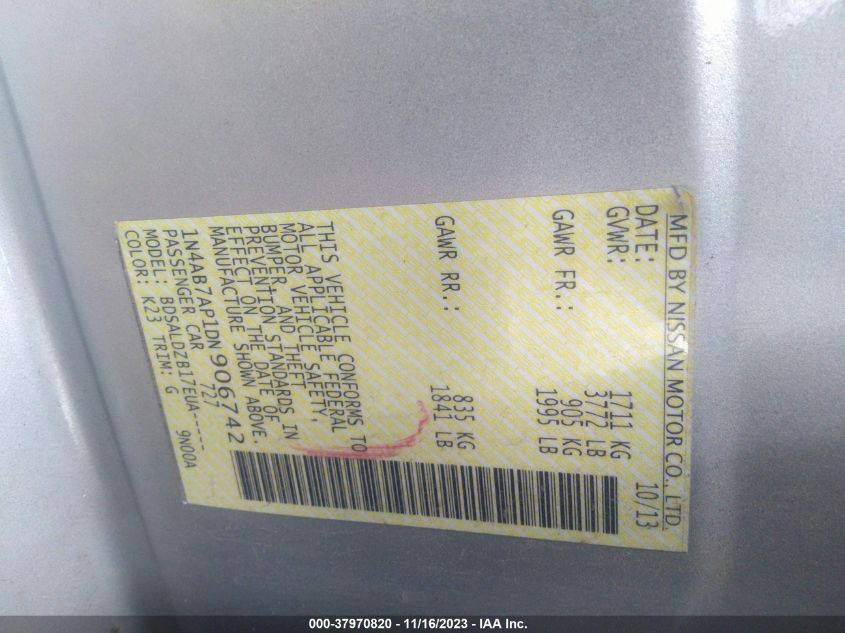 MFD BY NISSAN MOTOR CO., LTD.
DATE: 10/13
GVWR: 1711 KG
3772 LB
GAWR FR.: 905 KG
1995 LB
GAWR RR.: 835 KG
1841 LB
THIS VEHICLE CONFORMS TO
ALL APPLICABLE FEDERAL
MOTOR VEHICLE SAFETY,
BUMPER, AND THEFT
PREVENTION STANDARDS IN
EFFECT ON THE DATE OF
MANUFACTURE SHOWN ABOVE.
1N4AB7AP1DN906742
PASSENGER CAR 727
MODEL: BDSALDZB17EUA-----
COLOR: K23 TRIM: G 9N00A
000-37970820 - 11/16/2023 - IAA Inc.